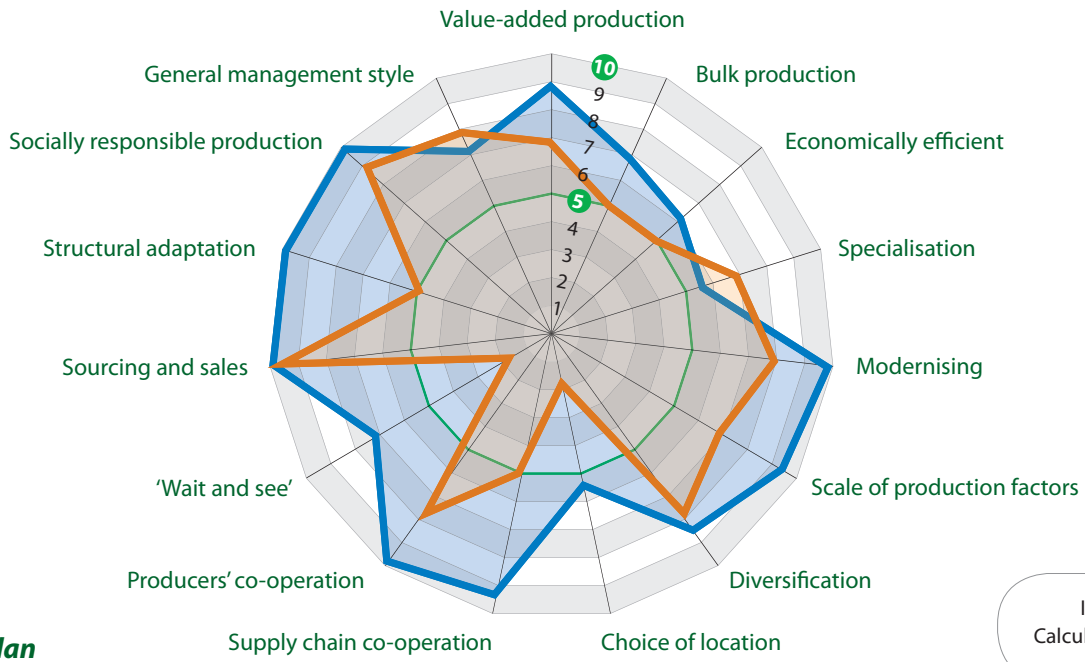 Value-added production
General management style
10
Bulk production
9
8
Socially responsible production
7
Economically efficient
6
5
4
Structural adaptation
3
Specialisation
2
1
Sourcing and sales
Modernising
'Wait and see'
Scale of production factors
Producers' co-operation
Diversification
Supply chain co-operation
Choice of location